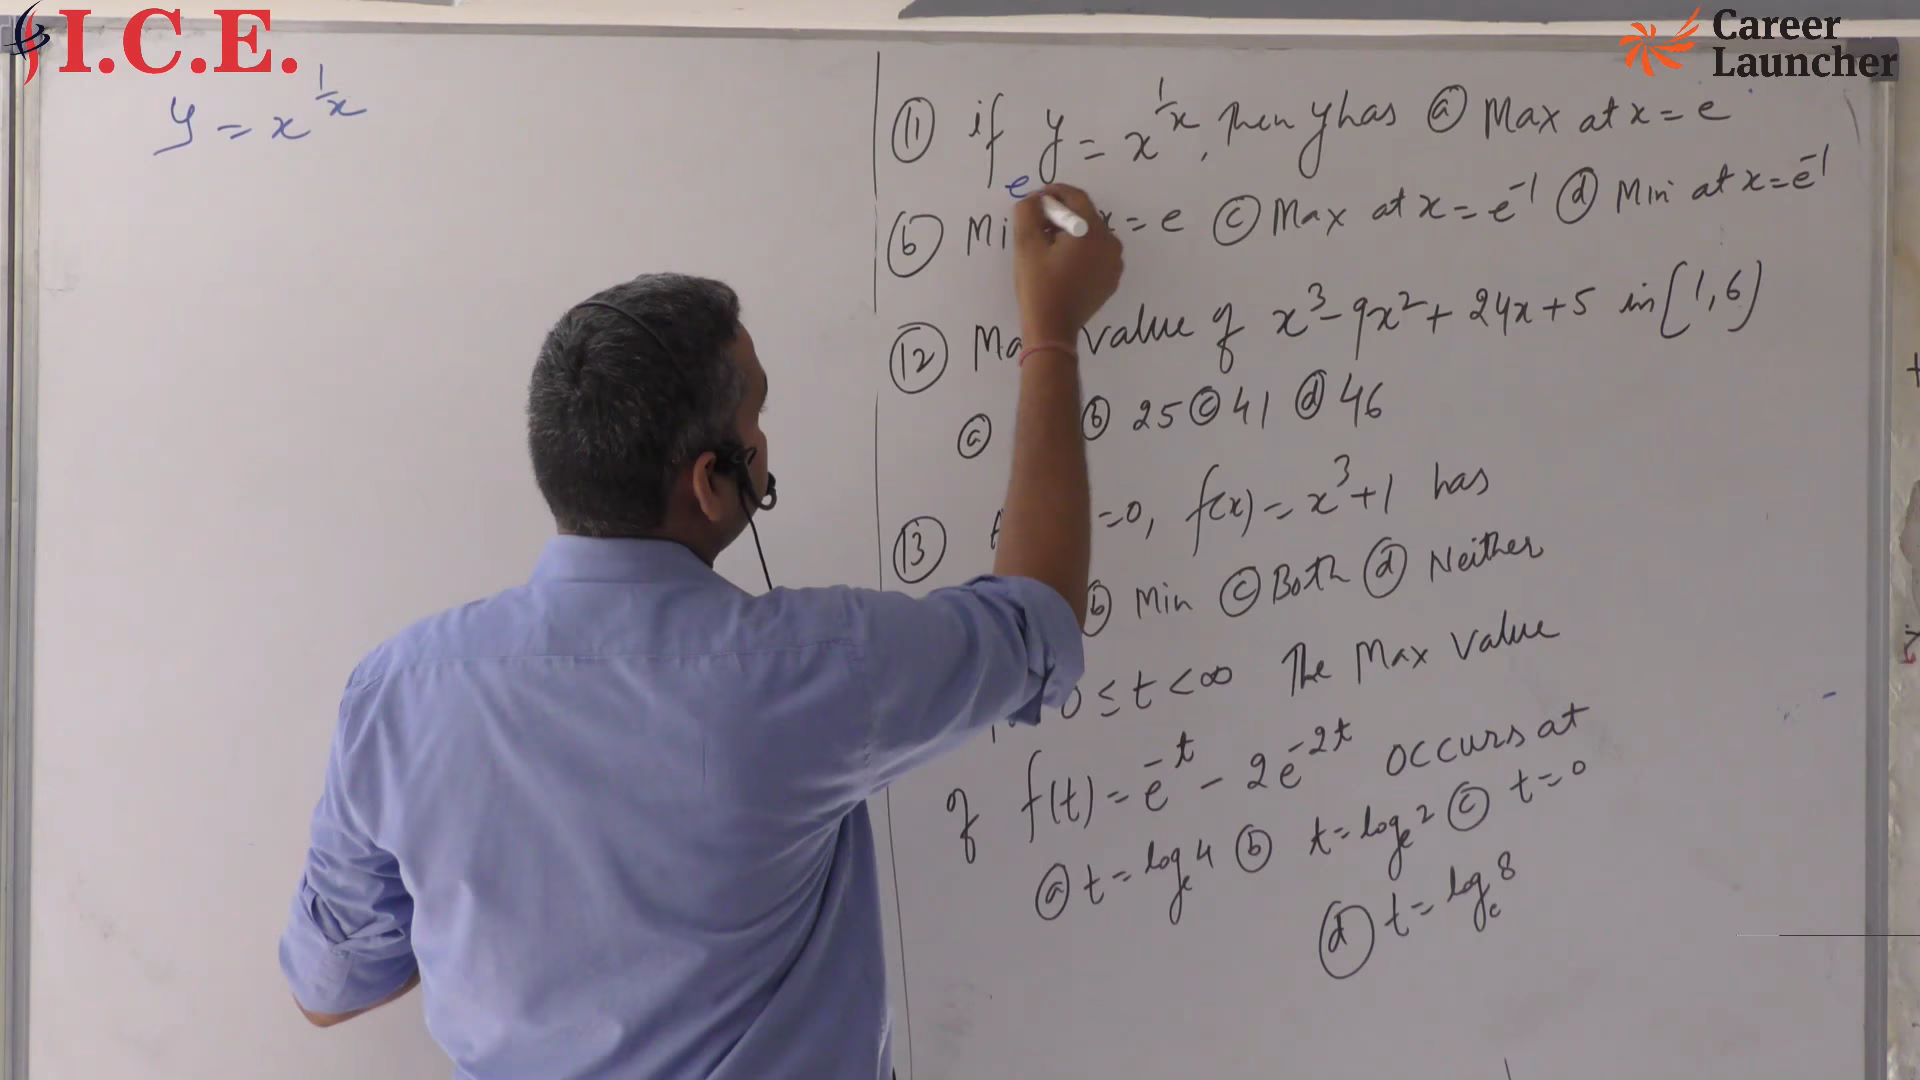 I.C.E.
Career
Launcher
y = x^{1/x}
⑪ if y = x^{1/x}, then y has ⓐ Max at x = e
e
ⓑ Mi x = e ⓒ Max at x = e^{-1} ⓓ Min at x = e^{-1}
⑫ Ma value of x^3 - 9x^2 + 24x + 5 in [1,6]
ⓐ ⓑ 25 ⓒ 41 ⓓ 46
⑬ =0, f(x) = x^3 + 1 has
ⓑ Min ⓒ Both ⓓ Neither
0 ≤ t < ∞ The Max Value
of f(t) = e^{-t} - 2e^{-2t} occurs at
ⓐ t = log_e 4 ⓑ t = log_e 2 ⓒ t = 0
ⓓ t = log_e 8